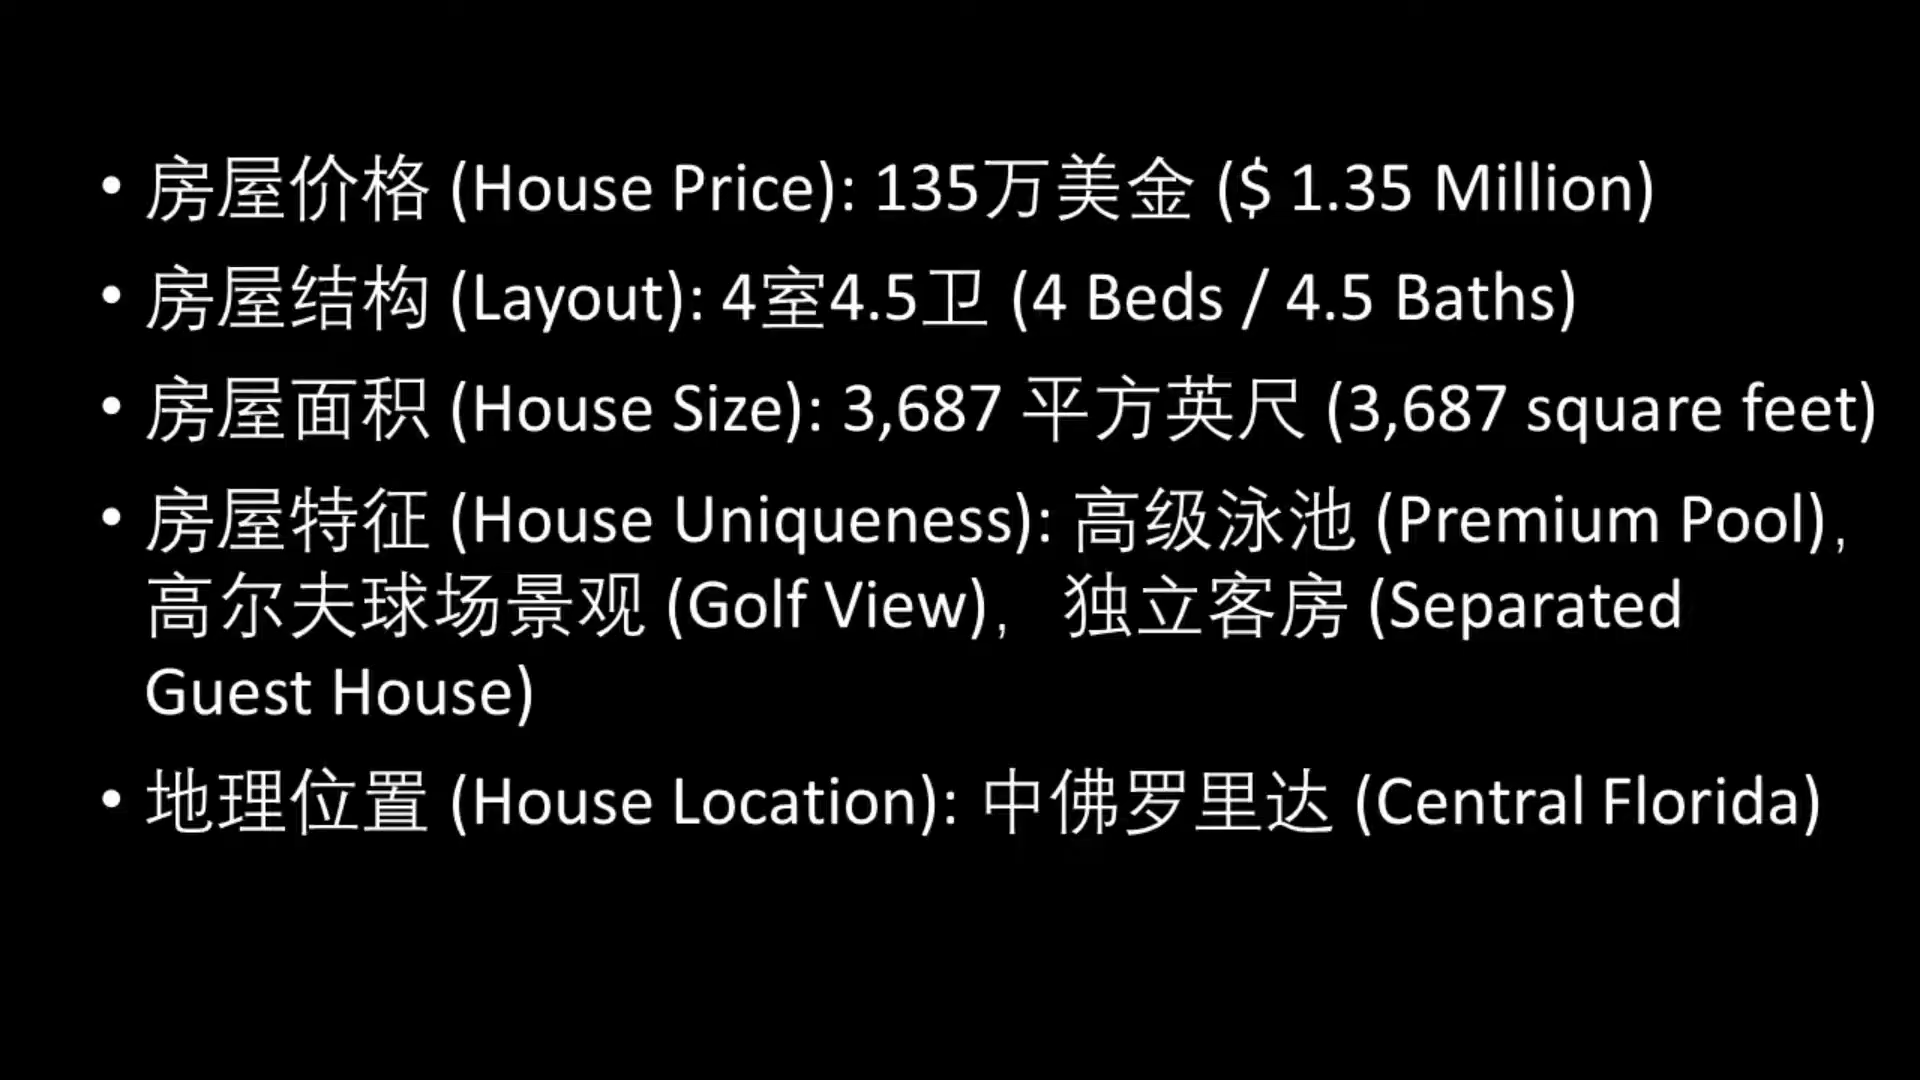 • 房屋价格 (House Price): 135万美金 ($ 1.35 Million)
• 房屋结构 (Layout): 4室4.5卫 (4 Beds / 4.5 Baths)
• 房屋面积 (House Size): 3,687 平方英尺 (3,687 square feet)
• 房屋特征 (House Uniqueness): 高级泳池 (Premium Pool),
高尔夫球场景观 (Golf View), 独立客房 (Separated
Guest House)
• 地理位置 (House Location): 中佛罗里达 (Central Florida)